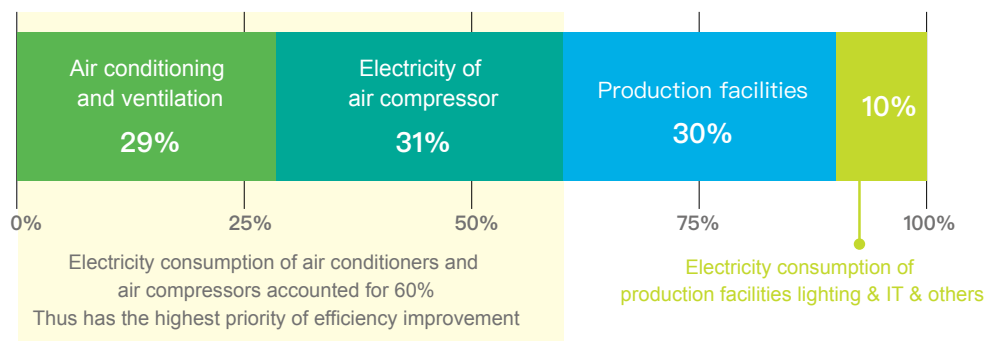 Air conditioning
and ventilation
29%
Electricity of
air compressor
31%
Production facilities
30%
10%
0%
25%
50%
75%
100%
Electricity consumption of air conditioners and
air compressors accounted for 60%
Thus has the highest priority of efficiency improvement
Electricity consumption of
production facilities lighting & IT & others